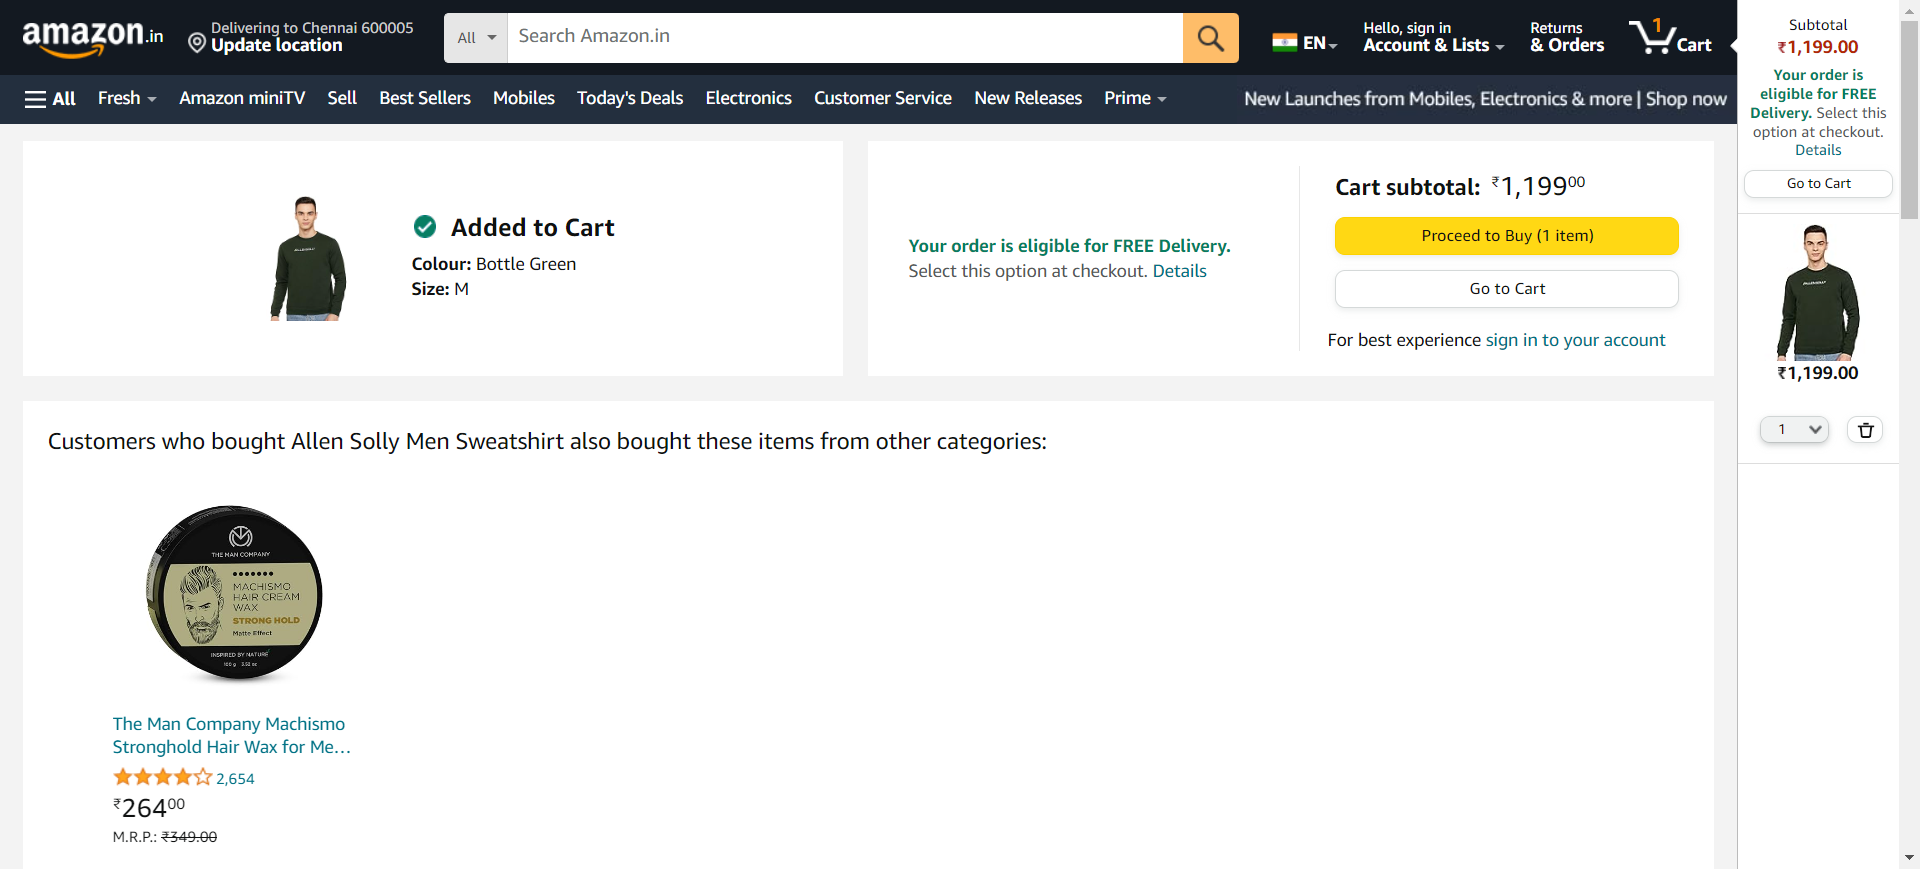 amazon.in
Delivering to Chennai 600005
Update location
All
Search Amazon.in
EN
Hello, sign in
Account & Lists
Returns
& Orders
1
Cart
All
Fresh
Amazon miniTV
Sell
Best Sellers
Mobiles
Today's Deals
Electronics
Customer Service
New Releases
Prime
New Launches from Mobiles, Electronics & more | Shop now
Added to Cart
Colour: Bottle Green
Size: M
Your order is eligible for FREE Delivery.
Select this option at checkout. Details
Cart subtotal: ₹1,19900
Proceed to Buy (1 item)
Go to Cart
For best experience sign in to your account
Subtotal
₹1,199.00
Your order is
eligible for FREE
Delivery. Select this
option at checkout.
Details
Go to Cart
₹1,199.00
1
Customers who bought Allen Solly Men Sweatshirt also bought these items from other categories:
THE MAN COMPANY
MACHISMO
HAIR CREAM
WAX
STRONG HOLD
Matte Effect
INSPIRED BY NATURE
100 g 3.52 oz
The Man Company Machismo
Stronghold Hair Wax for Me...
2,654
₹26400
M.R.P.: ₹349.00